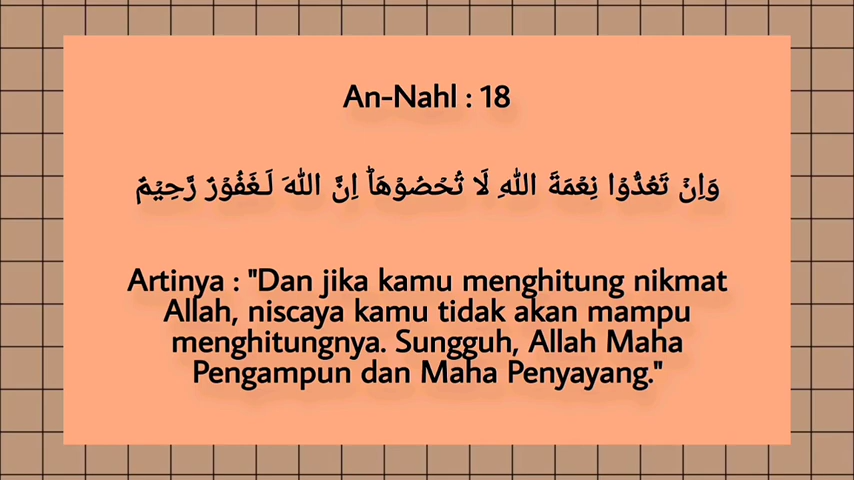 An-Nahl : 18
وَاِنْ تَعُدُّوْا نِعْمَةَ اللّٰهِ لَا تُحْصُوْهَاۗ اِنَّ اللّٰهَ لَـغَفُوْرٌ رَّحِيْمٌ
Artinya : "Dan jika kamu menghitung nikmat
Allah, niscaya kamu tidak akan mampu
menghitungnya. Sungguh, Allah Maha
Pengampun dan Maha Penyayang."